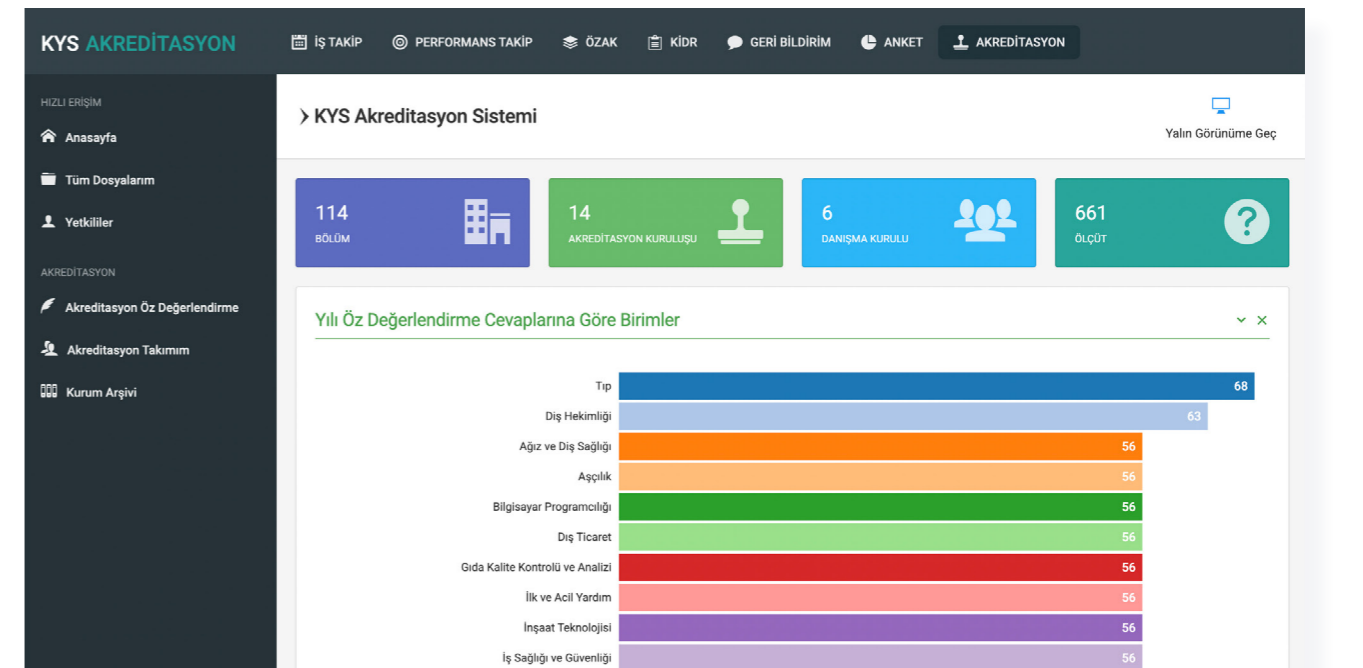 KYS AKREDİTASYON
İŞ TAKİP
PERFORMANS TAKİP
ÖZAK
KİDR
GERİ BİLDİRİM
ANKET
AKREDİTASYON
HIZLI ERİŞİM
Anasayfa
Tüm Dosyalarım
Yetkililer
AKREDİTASYON
Akreditasyon Öz Değerlendirme
Akreditasyon Takımım
Kurum Arşivi
KYS Akreditasyon Sistemi
Yalın Görünüme Geç
114
BÖLÜM
14
AKREDİTASYON KURULUŞU
6
DANIŞMA KURULU
661
ÖLÇÜT
Yılı Öz Değerlendirme Cevaplarına Göre Birimler
Tıp 68
Diş Hekimliği 63
Ağız ve Diş Sağlığı 56
Aşçılık 56
Bilgisayar Programcılığı 56
Dış Ticaret 56
Gıda Kalite Kontrolü ve Analizi 56
İlk ve Acil Yardım 56
İnşaat Teknolojisi 56
İş Sağlığı ve Güvenliği 56